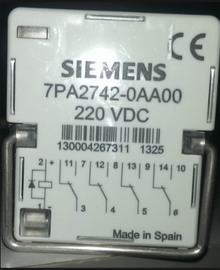 CE
SIEMENS
7PA2742-0AA00
220 VDC
130004267311 1325
2 + 11 7 12 8 13 9 14 10
1 - 3 4 5 6
Made in Spain